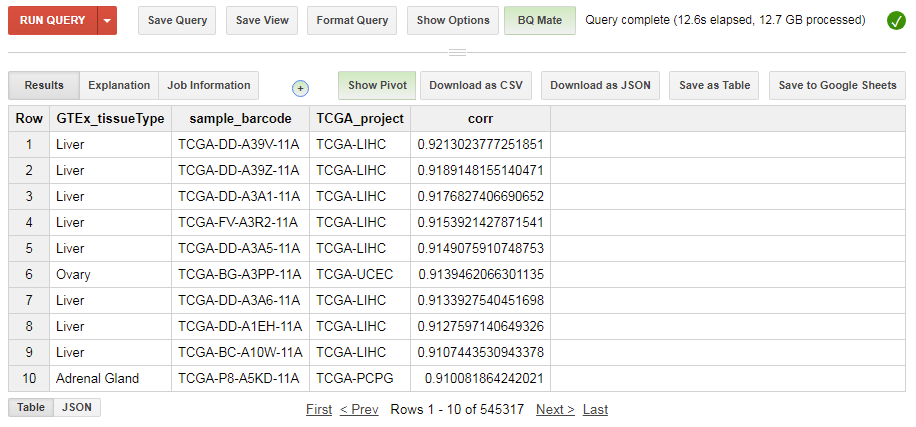 RUN QUERY Save Query Save View Format Query Show Options BQ Mate Query complete (12.6s elapsed, 12.7 GB processed)
Results Explanation Job Information + Show Pivot Download as CSV Download as JSON Save as Table Save to Google Sheets
Row GTEx_tissueType sample_barcode TCGA_project corr
1 Liver TCGA-DD-A39V-11A TCGA-LIHC 0.9213023777251851
2 Liver TCGA-DD-A39Z-11A TCGA-LIHC 0.9189148155140471
3 Liver TCGA-DD-A3A1-11A TCGA-LIHC 0.9176827406690652
4 Liver TCGA-FV-A3R2-11A TCGA-LIHC 0.9153921427871541
5 Liver TCGA-DD-A3A5-11A TCGA-LIHC 0.9149075910748753
6 Ovary TCGA-BG-A3PP-11A TCGA-UCEC 0.9139462066301135
7 Liver TCGA-DD-A3A6-11A TCGA-LIHC 0.9133927540451698
8 Liver TCGA-DD-A1EH-11A TCGA-LIHC 0.9127597140649326
9 Liver TCGA-BC-A10W-11A TCGA-LIHC 0.9107443530943378
10 Adrenal Gland TCGA-P8-A5KD-11A TCGA-PCPG 0.910081864242021
Table JSON First < Prev Rows 1 - 10 of 545317 Next > Last